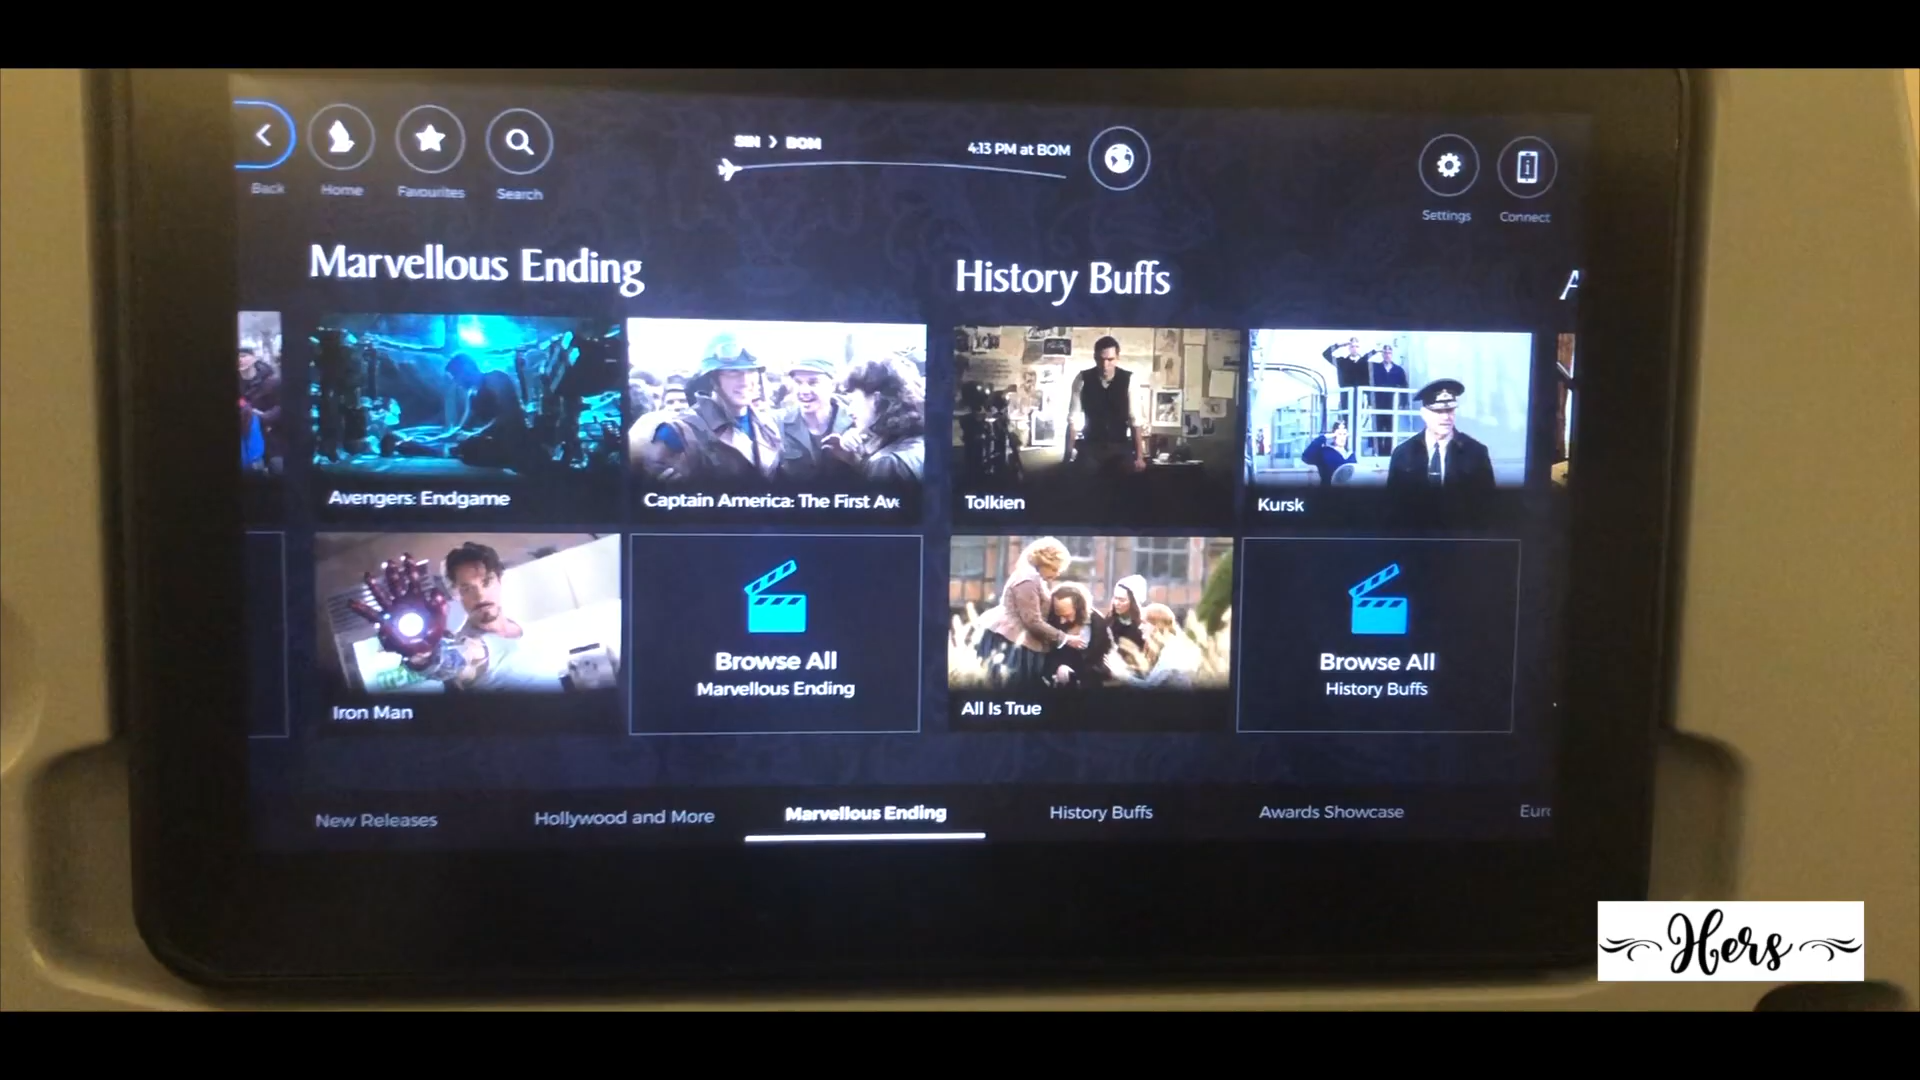 SIN > BOM
4:13 PM at BOM
Back
Home
Favourites
Search
Settings
Connect
Marvellous Ending
History Buffs
A
Avengers: Endgame
Captain America: The First Av
Tolkien
Kursk
Iron Man
Browse All
Marvellous Ending
All Is True
Browse All
History Buffs
New Releases
Hollywood and More
Marvellous Ending
History Buffs
Awards Showcase
Euro
Hers